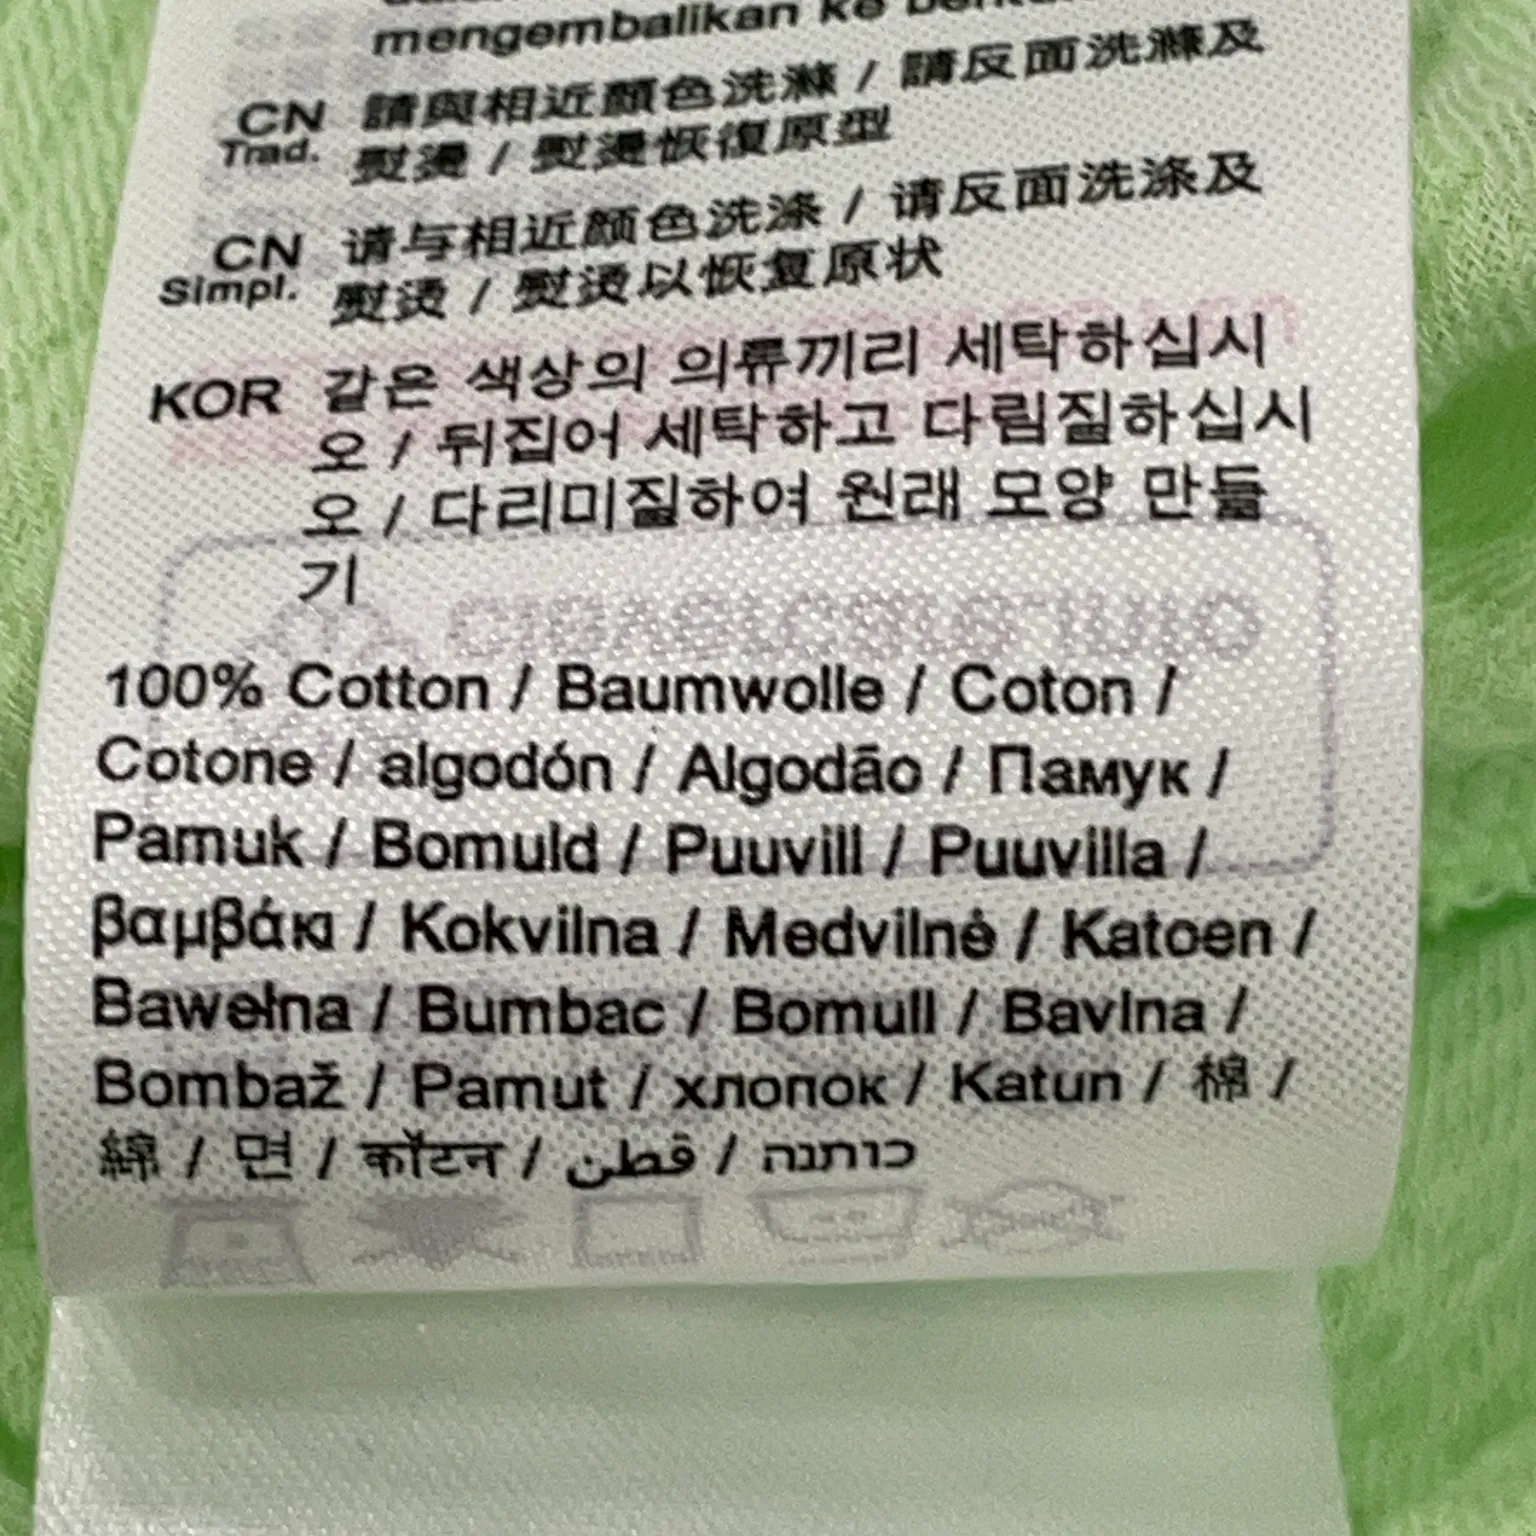 mengembalikan ke
CN Trad. 請與相近顏色洗滌 / 請反面洗滌及
熨燙 / 熨燙恢復原型
CN Simpl. 请与相近颜色洗涤 / 请反面洗涤及
熨烫 / 熨烫以恢复原状
KOR 같은 색상의 의류끼리 세탁하십시
오 / 뒤집어 세탁하고 다림질하십시
오 / 다리미질하여 원래 모양 만들
기
100% Cotton / Baumwolle / Coton /
Cotone / algodón / Algodão / Памук /
Pamuk / Bomuld / Puuvill / Puuvilla /
βαμβάκι / Kokvilna / Medvilnė / Katoen /
Bawełna / Bumbac / Bomull / Bavlna /
Bombaž / Pamut / хлопок / Katun / 棉 /
綿 / 면 / कॉटन / قطن / כותנה